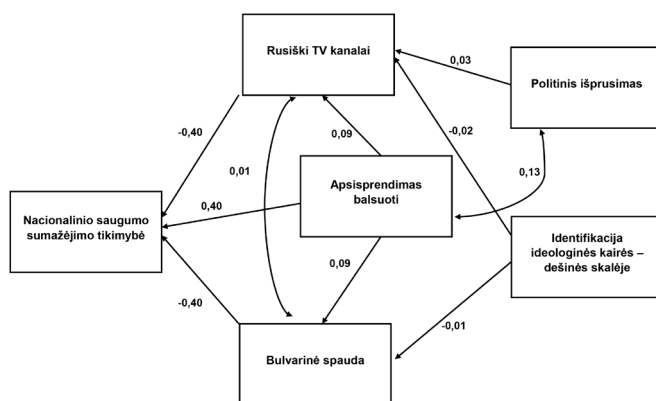 Rusiški TV kanalai
0,03
Politinis išprusimas
-0,40
0,01
0,09
-0,02
0,13
Apsisprendimas
balsuoti
0,40
Nacionalinio saugumo
sumažėjimo tikimybė
Identifikacija
ideologinės kairės –
dešinės skalėje
0,09
-0,40
-0,01
Bulvarinė spauda